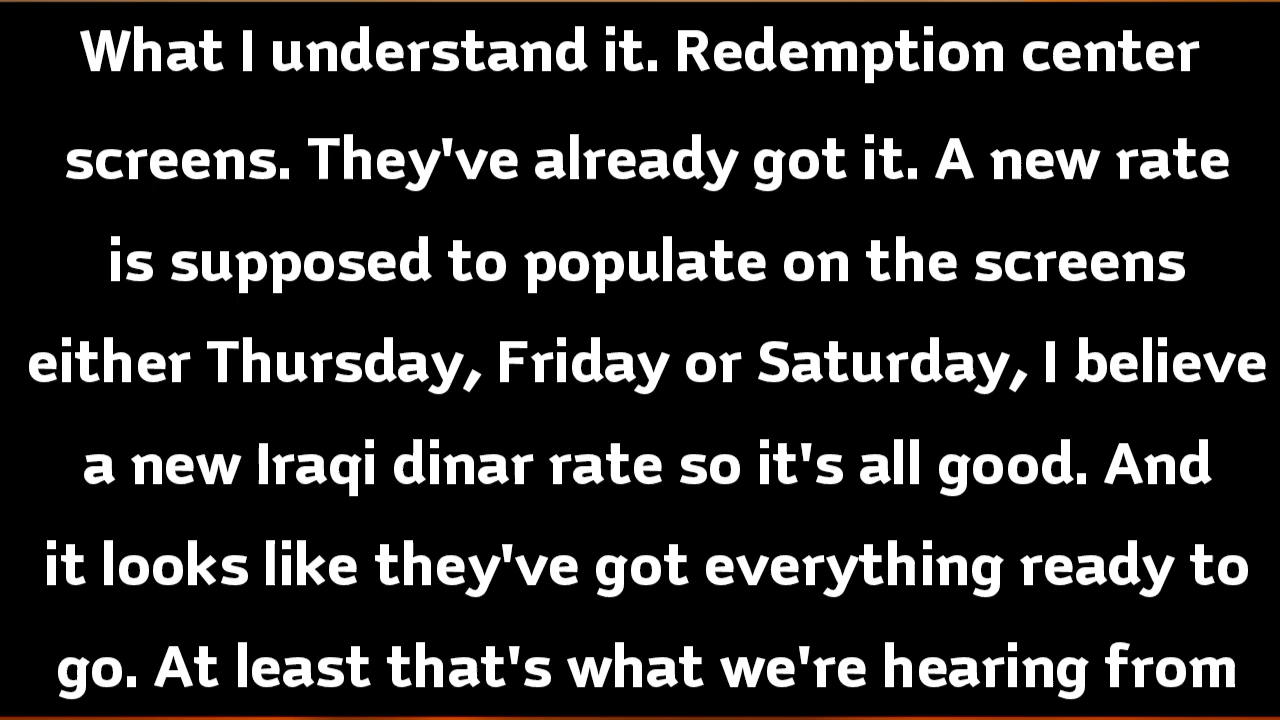 What I understand it. Redemption center
screens. They've already got it. A new rate
is supposed to populate on the screens
either Thursday, Friday or Saturday, I believe
a new Iraqi dinar rate so it's all good. And
it looks like they've got everything ready to
go. At least that's what we're hearing from